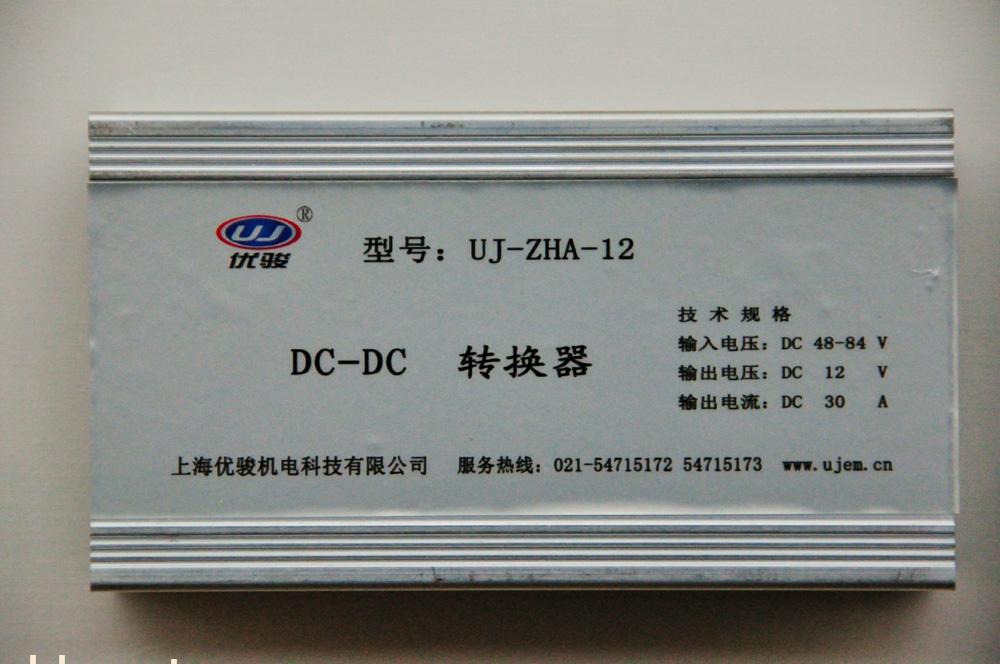 UJ®
优骏
型号：UJ-ZHA-12
DC-DC 转换器
技术规格
输入电压：DC 48-84 V
输出电压：DC 12 V
输出电流：DC 30 A
上海优骏机电科技有限公司 服务热线：021-54715172 54715173 www.ujem.cn